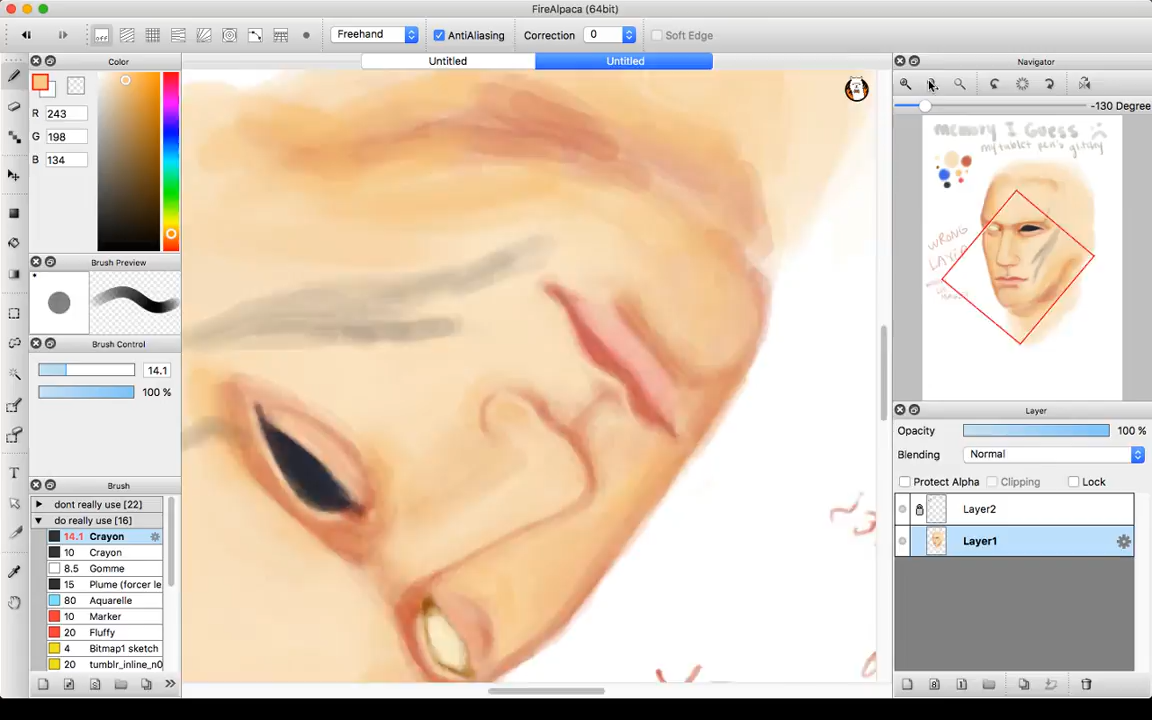 FireAlpaca (64bit)
Freehand
AntiAliasing
Correction
0
Soft Edge
Color
Untitled
Untitled
Navigator
R 243
G 198
B 134
-130 Degree
memory I Guess
my tablet pen's glitchy
WRONG
LAYER
Brush Preview
Brush Control
14.1
100 %
Layer
Opacity
100 %
Blending
Normal
Protect Alpha
Clipping
Lock
Layer2
Layer1
Brush
dont really use [22]
do really use [16]
14.1 Crayon
10 Crayon
8.5 Gomme
15 Plume (forcer le
80 Aquarelle
10 Marker
20 Fluffy
4 Bitmap1 sketch
20 tumblr_inline_n0
T